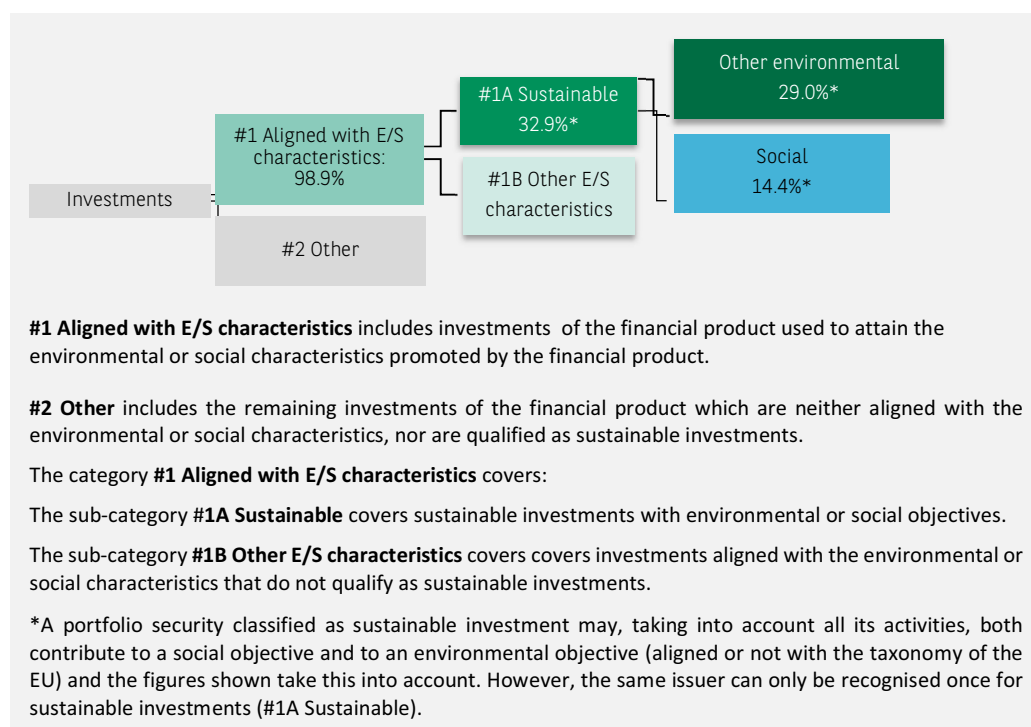 Other environmental
29.0%*
#1A Sustainable
32.9%*
#1 Aligned with E/S
characteristics:
98.9%
Social
14.4%*
#1B Other E/S
characteristics
Investments
#2 Other
#1 Aligned with E/S characteristics includes investments of the financial product used to attain the
environmental or social characteristics promoted by the financial product.
#2 Other includes the remaining investments of the financial product which are neither aligned with the
environmental or social characteristics, nor are qualified as sustainable investments.
The category #1 Aligned with E/S characteristics covers:
The sub-category #1A Sustainable covers sustainable investments with environmental or social objectives.
The sub-category #1B Other E/S characteristics covers covers investments aligned with the environmental or
social characteristics that do not qualify as sustainable investments.
*A portfolio security classified as sustainable investment may, taking into account all its activities, both
contribute to a social objective and to an environmental objective (aligned or not with the taxonomy of the
EU) and the figures shown take this into account. However, the same issuer can only be recognised once for
sustainable investments (#1A Sustainable).